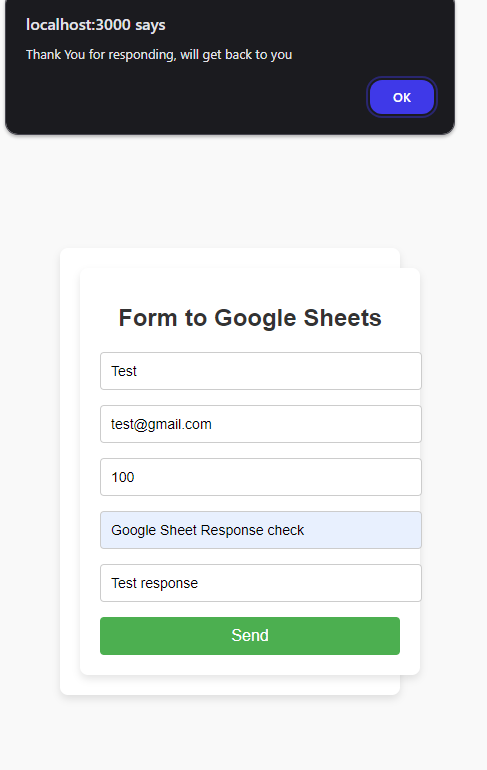 localhost:3000 says
Thank You for responding, will get back to you
OK
Form to Google Sheets
Test
test@gmail.com
100
Google Sheet Response check
Test response
Send